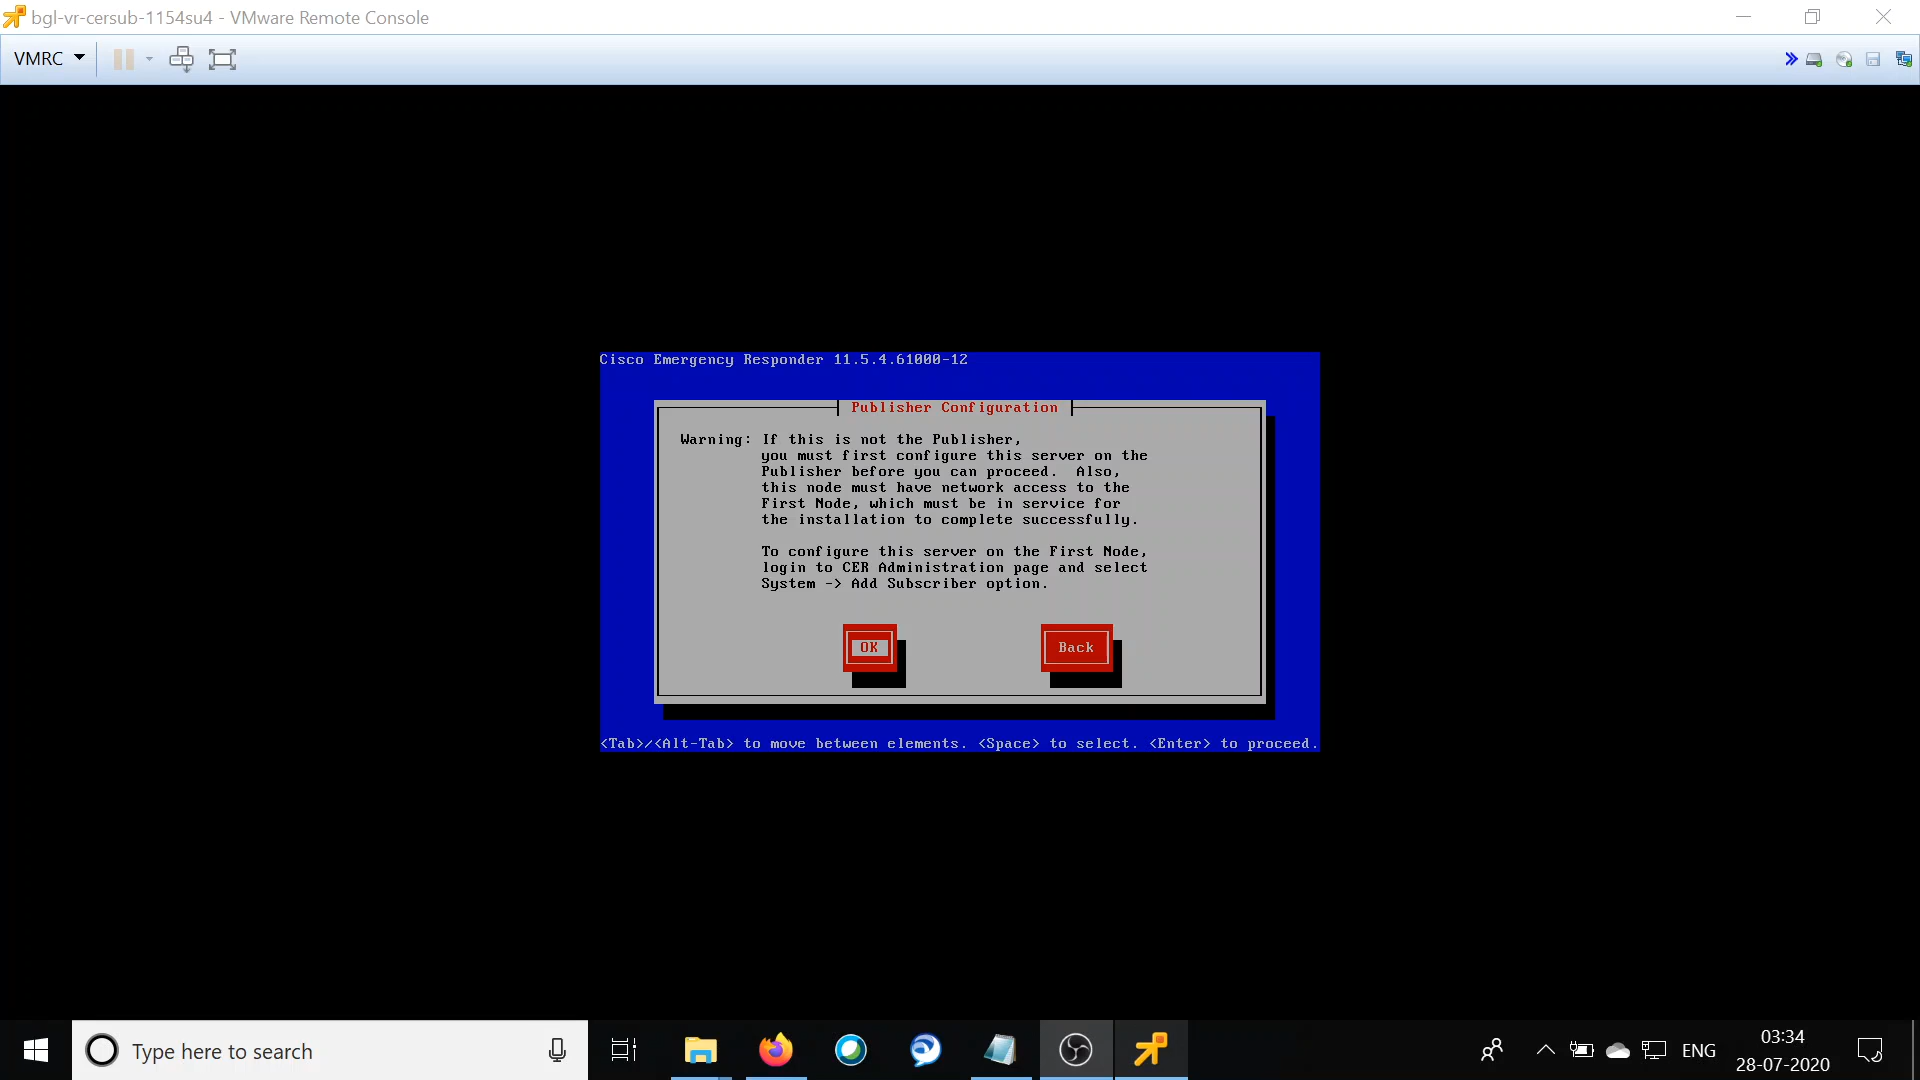 bgl-vr-cersub-1154su4 - VMware Remote Console
VMRC
Cisco Emergency Responder 11.5.4.61000-12
Publisher Configuration
Warning: If this is not the Publisher,
you must first configure this server on the
Publisher before you can proceed. Also,
this node must have network access to the
First Node, which must be in service for
the installation to complete successfully.
To configure this server on the First Node,
login to CER Administration page and select
System -> Add Subscriber option.
OK Back
<Tab>/<Alt-Tab> to move between elements. <Space> to select. <Enter> to proceed.
Type here to search
ENG
03:34
28-07-2020